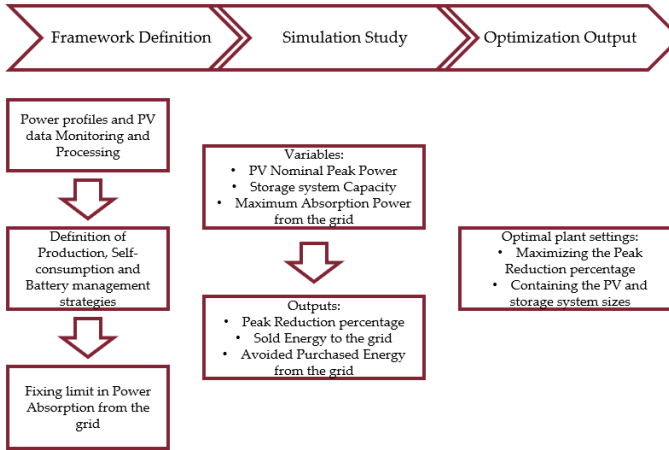 Framework Definition
Simulation Study
Optimization Output
Power profiles and PV
data Monitoring and
Processing
Definition of
Production, Self-
consumption and
Battery management
strategies
Fixing limit in Power
Absorption from the
grid
Variables:
• PV Nominal Peak Power
• Storage system Capacity
• Maximum Absorption Power
from the grid
Outputs:
• Peak Reduction percentage
• Sold Energy to the grid
• Avoided Purchased Energy
from the grid
Optimal plant settings:
• Maximizing the Peak
Reduction percentage
• Containing the PV and
storage system sizes